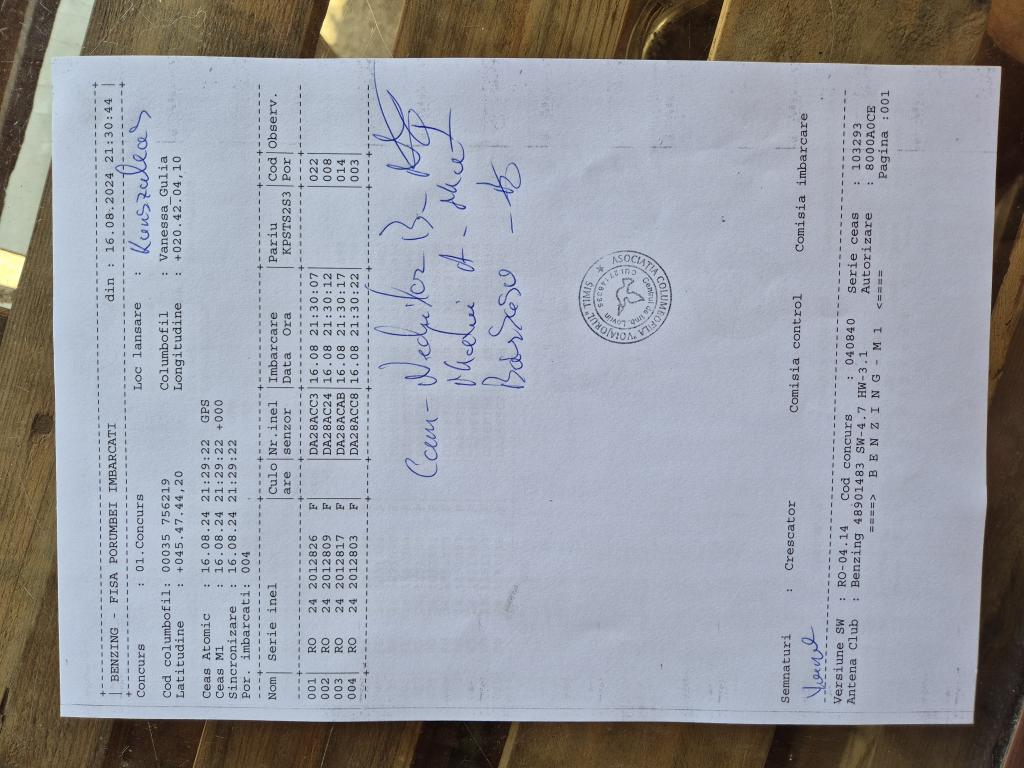 BENZING - FISA PORUMBEI IMBARCATI din : 16.08.2024 21:30:44
Concurs : 01.Concurs Loc lansare :
Cod columbofil: 00035 756219 Columbofil : Vanessa_Gulia
Latitudine : +045.47.44,20 Longitudine : +020.42.04,10
Ceas Atomic : 16.08.24 21:29:22 GPS
Ceas M1 : 16.08.24 21:29:22 +000
Sincronizare : 16.08.24 21:29:22
Por. imbarcati: 004
Nom | Serie inel | Culo | Nr.inel | Imbarcare | Pariu | Cod | Observ.
are | senzor | Data Ora | KPSTS2S3 | Por
001 | RO 24 2012826 F | DA28ACC3 | 16.08 21:30:07 | | 022
002 | RO 24 2012809 F | DA28AC24 | 16.08 21:30:12 | | 008
003 | RO 24 2012817 F | DA28ACAB | 16.08 21:30:17 | | 014
004 | RO 24 2012803 F | DA28ACC8 | 16.08 21:30:22 | | 003
ASOCIATIA COLUMBOFILA "VOIAJORUL" TIMIS
Semnaturi : Crescator Comisia control Comisia imbarcare
Versiune SW : RO-04.14 Cod concurs : 040840 Serie ceas : 103293
Antena Club : Benzing 48901483 SW-4.7 HW-3.1 Autorizare : 8000A0CE
====> B E N Z I N G - M 1 <==== Pagina :001